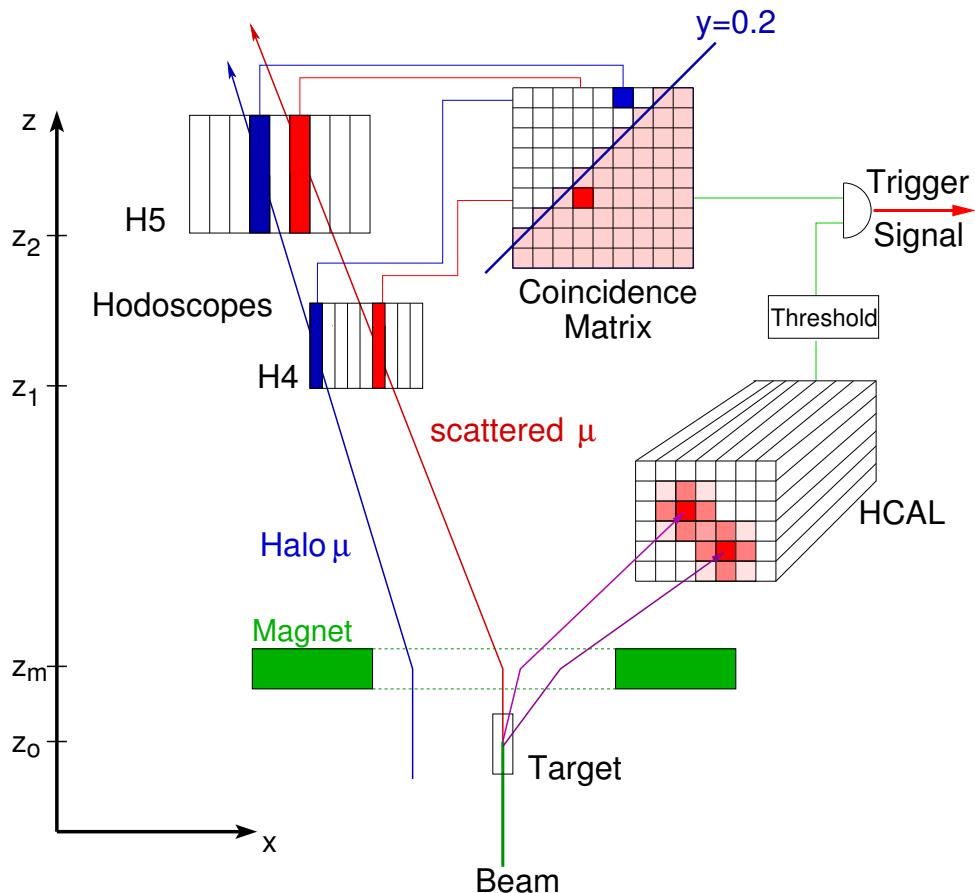 y=0.2
z
Trigger
Signal
H5
z2
Hodoscopes
Coincidence
Matrix
Threshold
H4
z1
scattered μ
HCAL
Halo μ
Magnet
zm
zo
Target
x
Beam